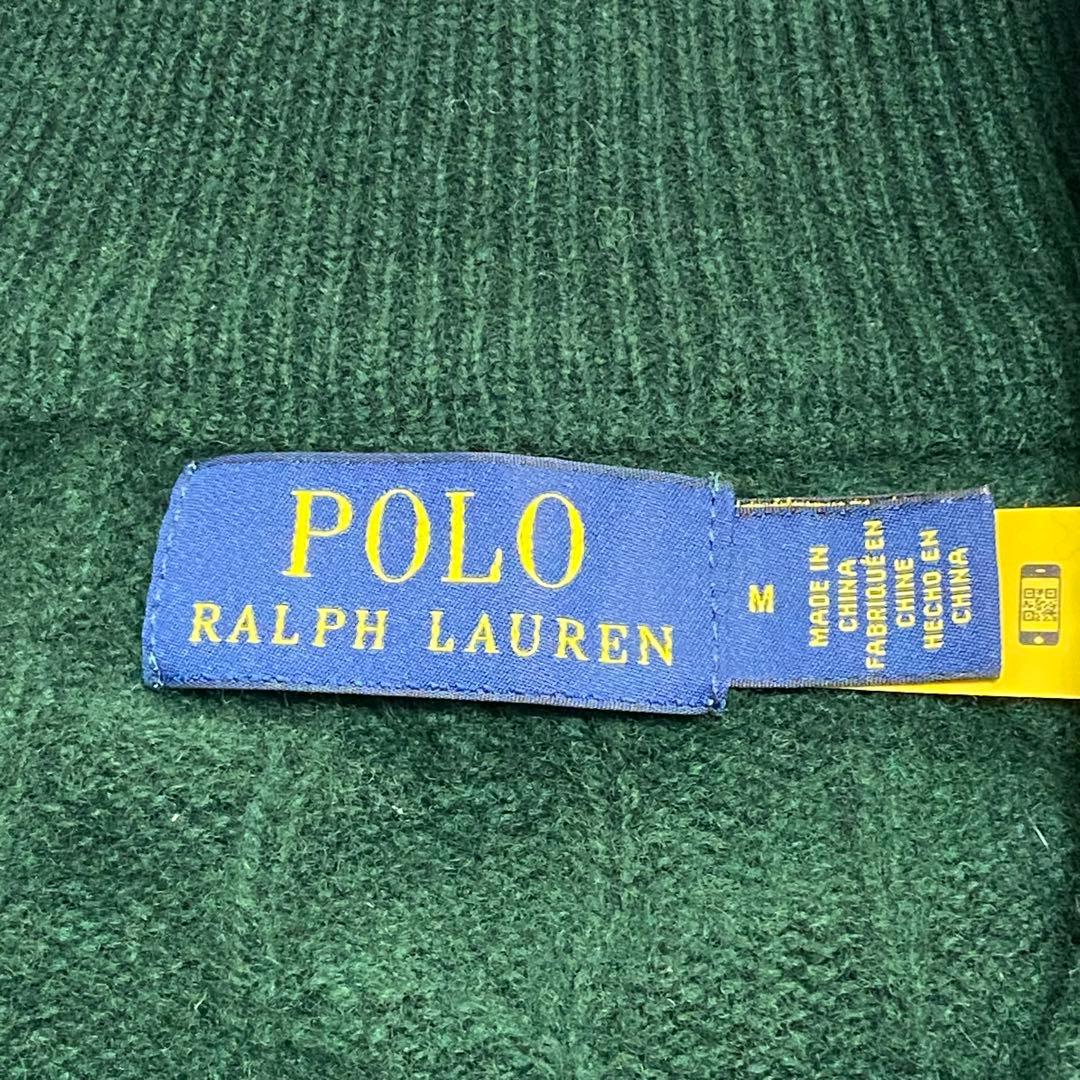 POLO
RALPH LAUREN
M
MADE IN
CHINA
FABRIQUÉ EN
CHINE
HECHO EN
CHINA